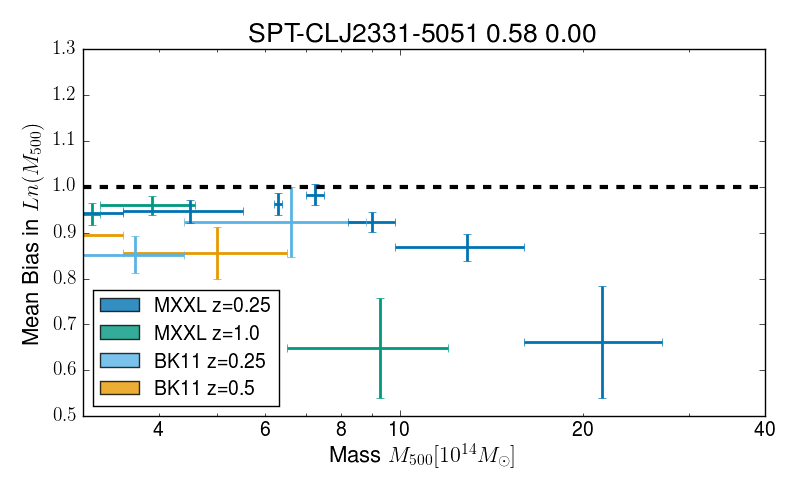 SPT-CLJ2331-5051 0.58 0.00
1.3
1.2
1.1
1.0
0.9
0.8
0.7
0.6
0.5
Mean Bias in Ln(M₅₀₀)
MXXL z=0.25
MXXL z=1.0
BK11 z=0.25
BK11 z=0.5
4 6 8 10 20 40
Mass M₅₀₀[10¹⁴M⊙]